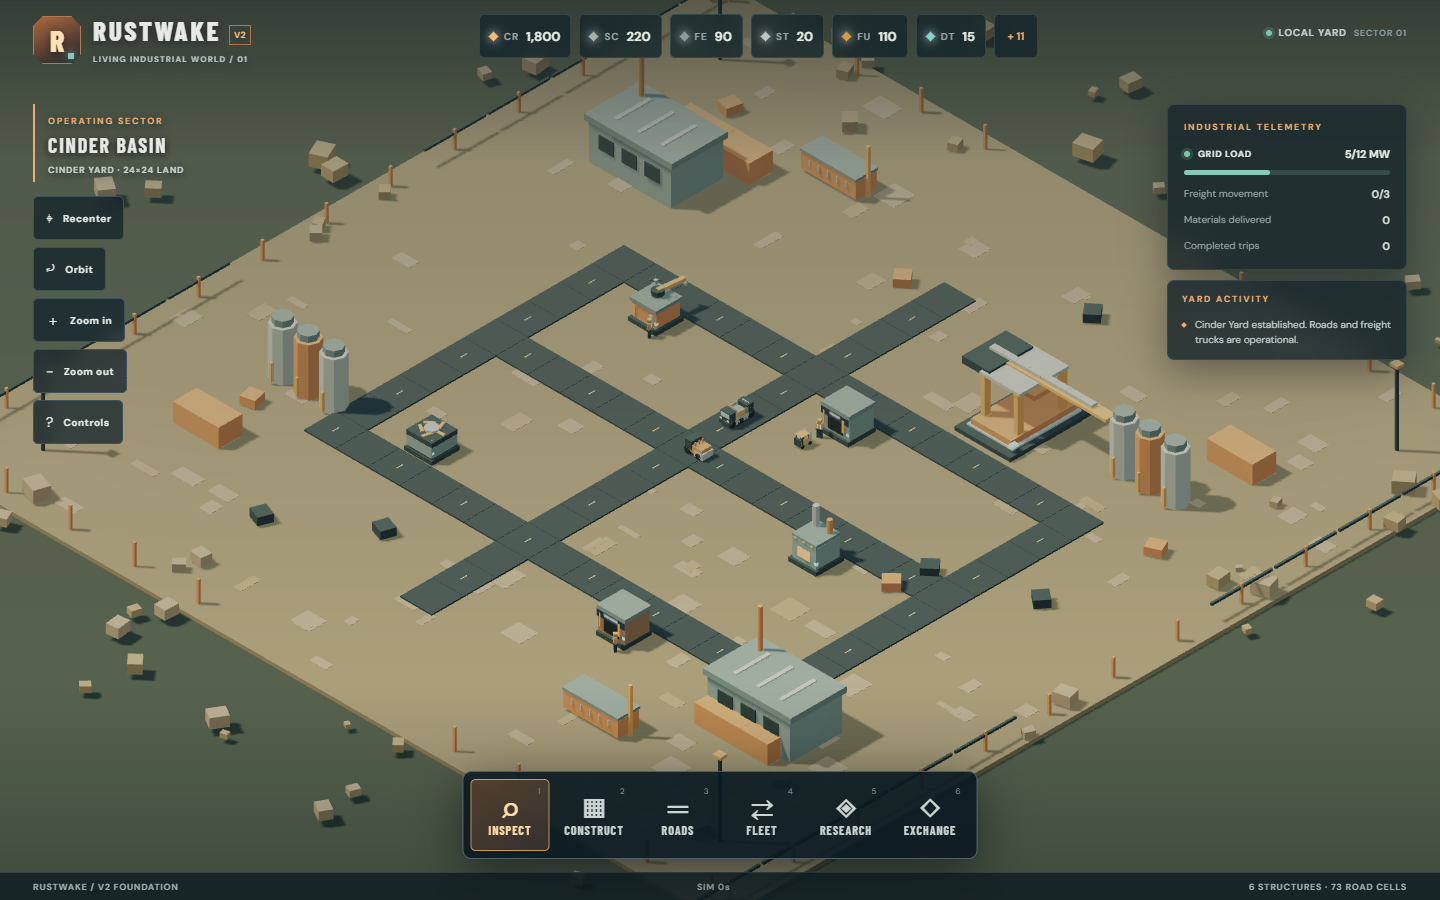 R
RUSTWAKE V2
LIVING INDUSTRIAL WORLD / 01
CR 1,800
SC 220
FE 90
ST 20
FU 110
DT 15
+11
LOCAL YARD SECTOR 01
OPERATING SECTOR
CINDER BASIN
CINDER YARD · 24×24 LAND
Recenter
Orbit
+ Zoom in
− Zoom out
? Controls
INDUSTRIAL TELEMETRY
GRID LOAD 5/12 MW
Freight movement 0/3
Materials delivered 0
Completed trips 0
YARD ACTIVITY
Cinder Yard established. Roads and freight
trucks are operational.
1 INSPECT
2 CONSTRUCT
3 ROADS
4 FLEET
5 RESEARCH
6 EXCHANGE
RUSTWAKE / V2 FOUNDATION
SIM 0s
6 STRUCTURES · 73 ROAD CELLS